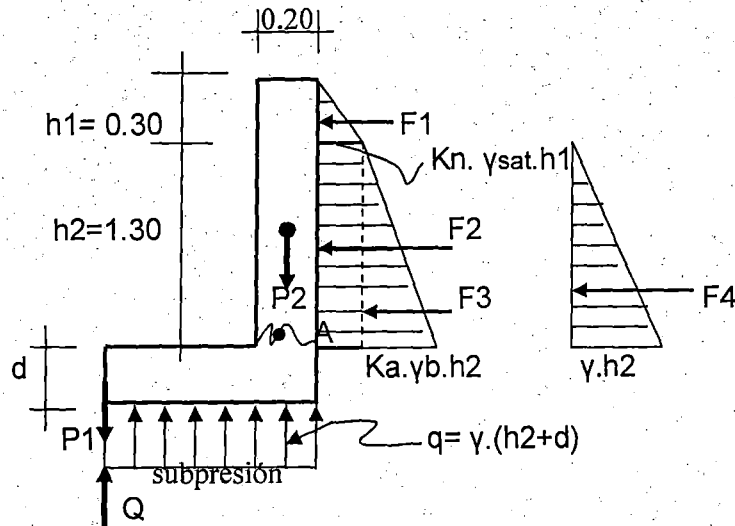 0.20
h1= 0.30
F1
Kn. γsat.h1
h2=1.30
F2
P2
F3
F4
A
d
Ka.γb.h2
γ.h2
P1
q= γ.(h2+d)
subpresión
Q